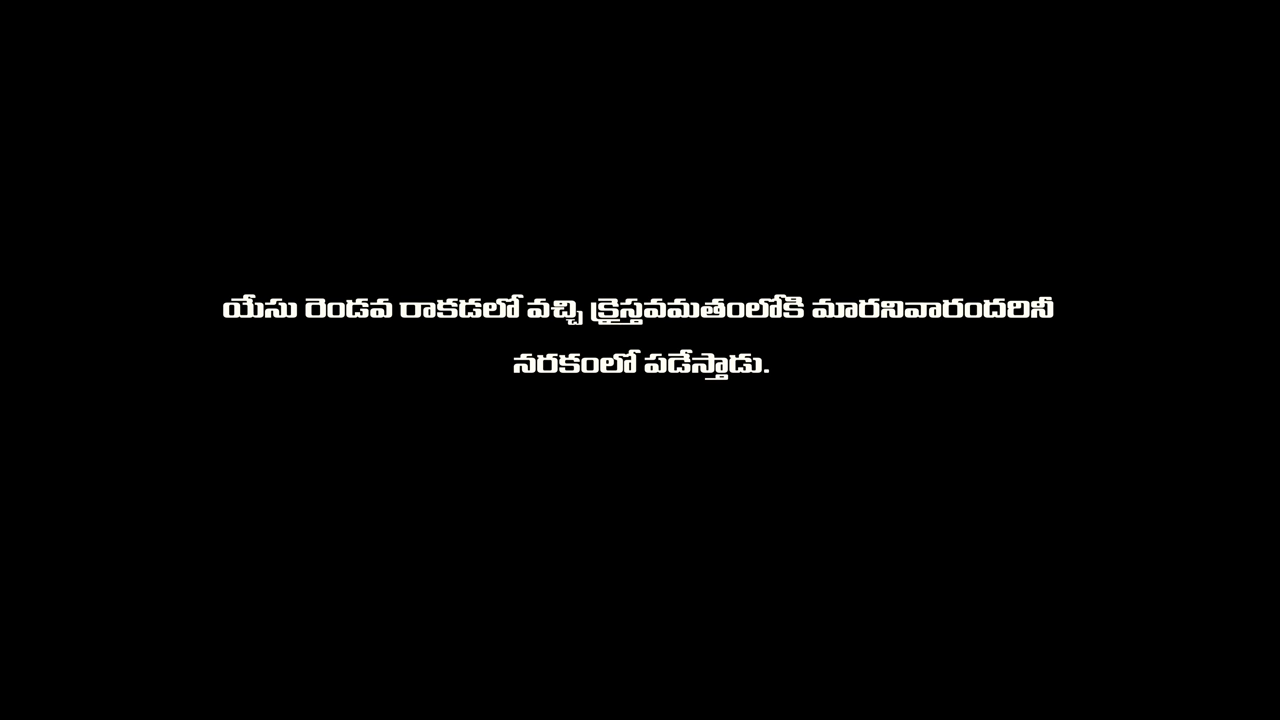 యేసు రెండవ రాకడలో వచ్చి క్రైస్తవమతంలోకి మారనివారందరినీ
నరకంలో పడేస్తాడు.